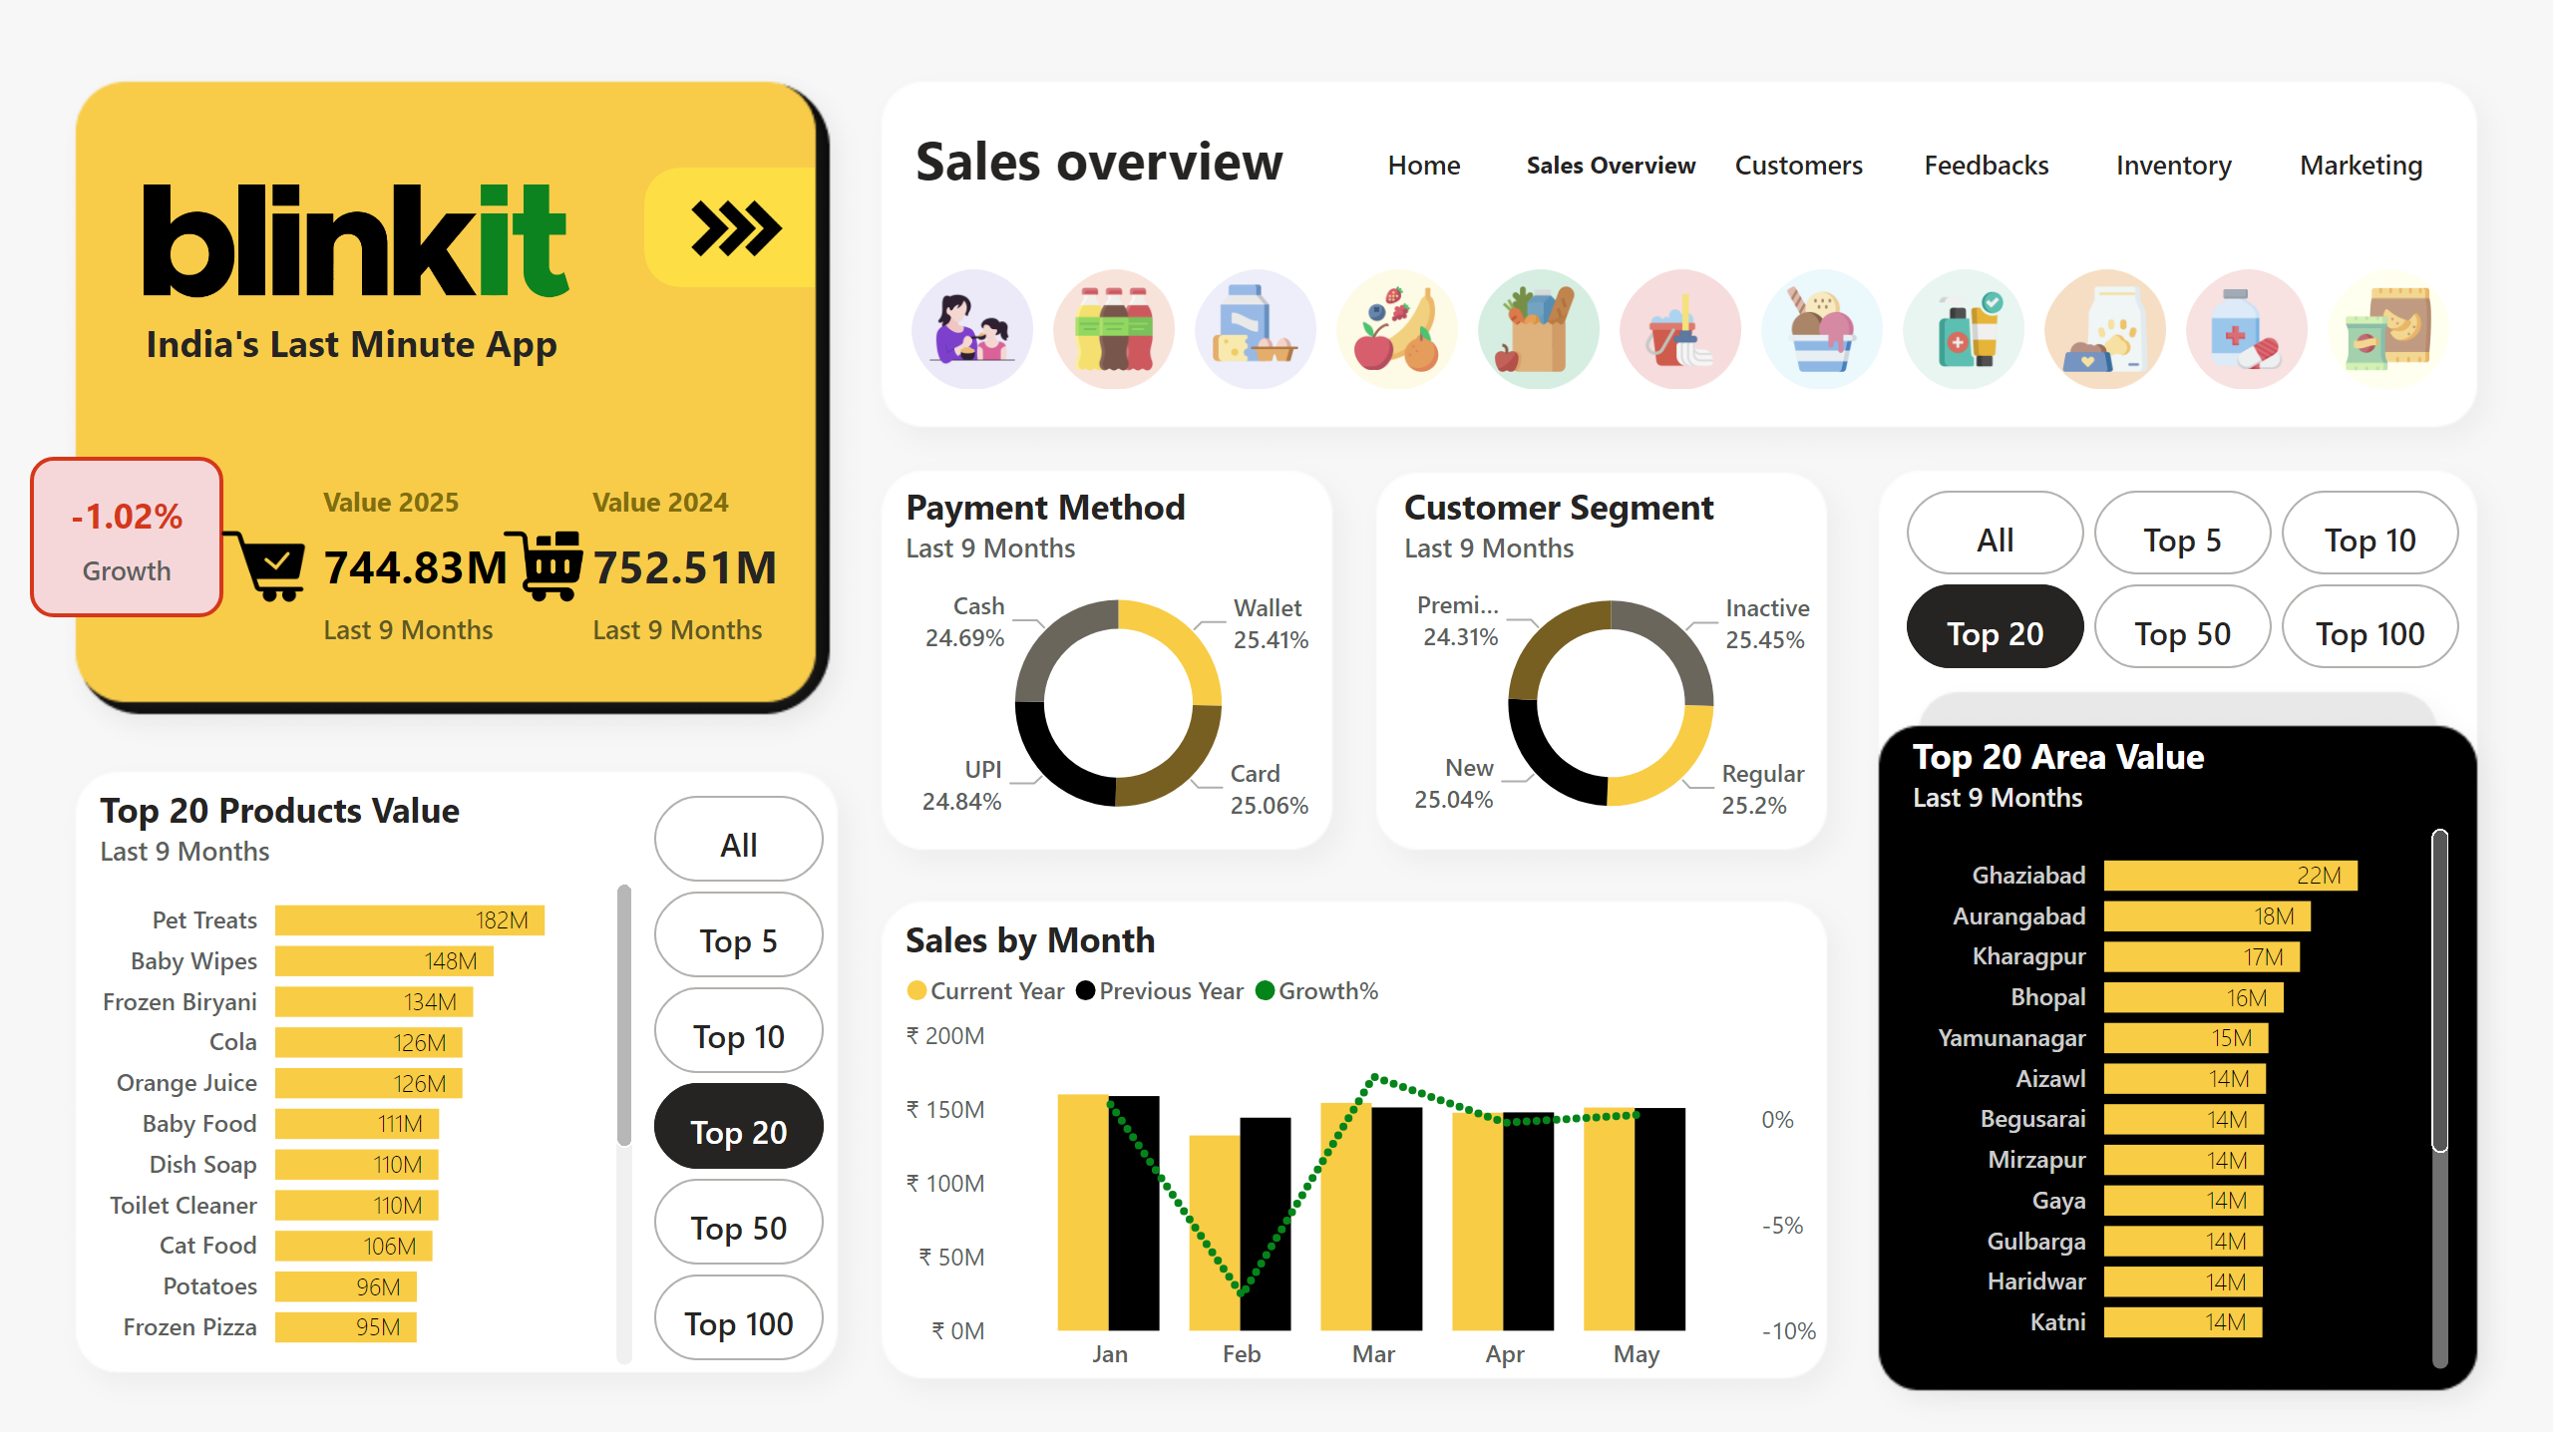 blinkit
India's Last Minute App
-1.02%
Growth
Value 2025
744.83M
Last 9 Months
Value 2024
752.51M
Last 9 Months
Sales overview
Home
Sales Overview
Customers
Feedbacks
Inventory
Marketing
Payment Method
Last 9 Months
Cash
24.69%
Wallet
25.41%
UPI
24.84%
Card
25.06%
Customer Segment
Last 9 Months
Premi...
24.31%
Inactive
25.45%
New
25.04%
Regular
25.2%
All
Top 5
Top 10
Top 20
Top 50
Top 100
Top 20 Products Value
Last 9 Months
Pet Treats 182M
Baby Wipes 148M
Frozen Biryani 134M
Cola 126M
Orange Juice 126M
Baby Food 111M
Dish Soap 110M
Toilet Cleaner 110M
Cat Food 106M
Potatoes 96M
Frozen Pizza 95M
All
Top 5
Top 10
Top 20
Top 50
Top 100
Sales by Month
Current Year Previous Year Growth%
₹ 200M
₹ 150M
₹ 100M
₹ 50M
₹ 0M
0%
-5%
-10%
Jan Feb Mar Apr May
Top 20 Area Value
Last 9 Months
Ghaziabad 22M
Aurangabad 18M
Kharagpur 17M
Bhopal 16M
Yamunanagar 15M
Aizawl 14M
Begusarai 14M
Mirzapur 14M
Gaya 14M
Gulbarga 14M
Haridwar 14M
Katni 14M